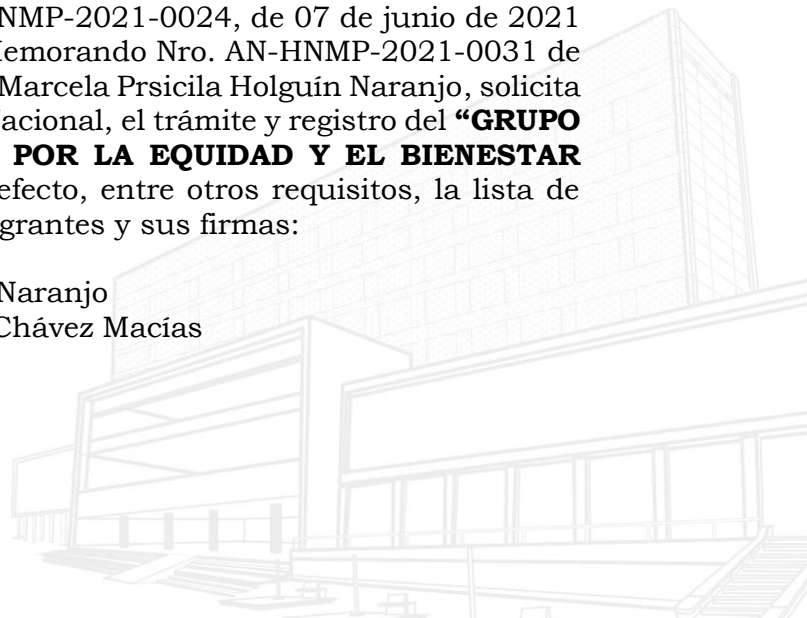 NMP-2021-0024, de 07 de junio de 2021
Memorando Nro. AN-HNMP-2021-0031 de
Marcela Prsicila Holguín Naranjo, solicita
Nacional, el trámite y registro del “GRUPO
POR LA EQUIDAD Y EL BIENESTAR
efecto, entre otros requisitos, la lista de
grantes y sus firmas:
Naranjo
Chávez Macías